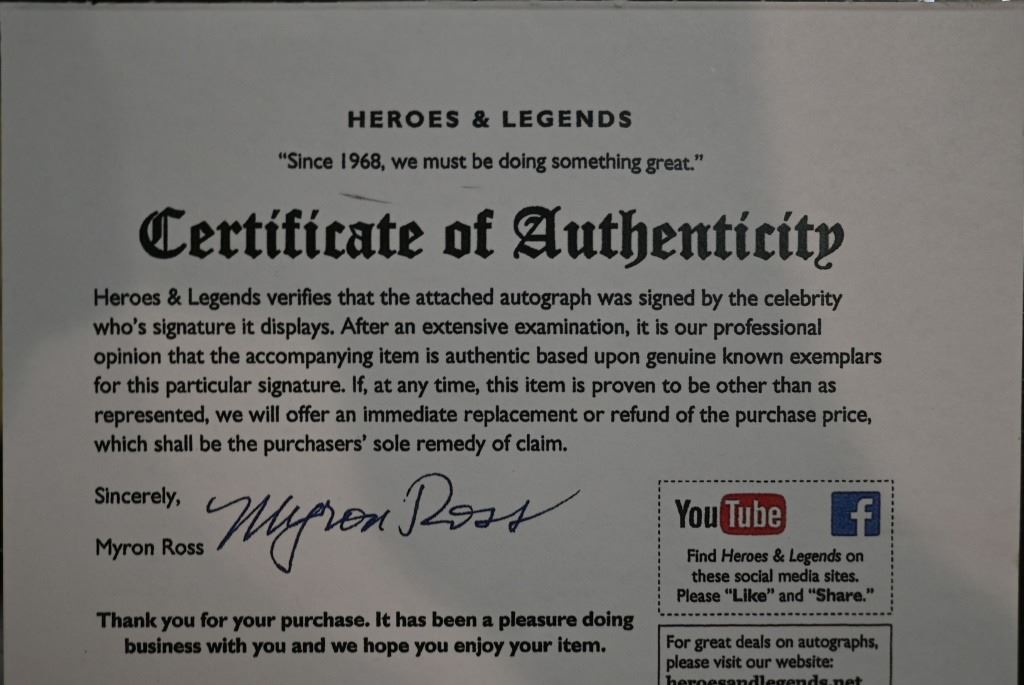 HEROES & LEGENDS
“Since 1968, we must be doing something great.”
Certificate of Authenticity
Heroes & Legends verifies that the attached autograph was signed by the celebrity
who’s signature it displays. After an extensive examination, it is our professional
opinion that the accompanying item is authentic based upon genuine known exemplars
for this particular signature. If, at any time, this item is proven to be other than as
represented, we will offer an immediate replacement or refund of the purchase price,
which shall be the purchasers’ sole remedy of claim.
Sincerely,
Myron Ross
Myron Ross
Thank you for your purchase. It has been a pleasure doing
business with you and we hope you enjoy your item.
YouTube f
Find Heroes & Legends on
these social media sites.
Please “Like” and “Share.”
For great deals on autographs,
please visit our website:
heroesandlegends.net